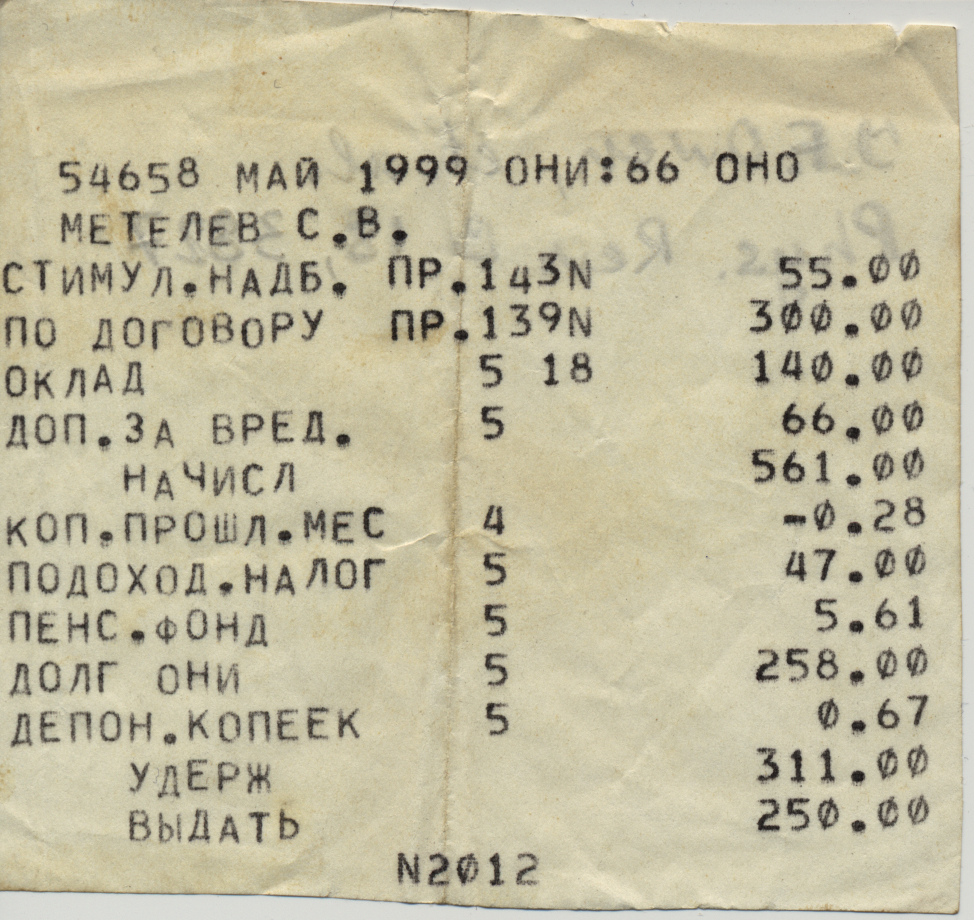 54658 МАЙ 1999 ОНИ:66 ОНО
МЕТЕЛЕВ С.В.
СТИМУЛ.НАДБ. ПР.143N 55.00
ПО ДОГОВОРУ ПР.139N 300.00
ОКЛАД 5 18 140.00
ДОП.ЗА ВРЕД. 5 66.00
НАЧИСЛ 561.00
КОП.ПРОШЛ.МЕС 4 -0.28
ПОДОХОД.НАЛОГ 5 47.00
ПЕНС.ФОНД 5 5.61
ДОЛГ ОНИ 5 258.00
ДЕПОН.КОПЕЕК 5 0.67
УДЕРЖ 311.00
ВЫДАТЬ 250.00
N2012